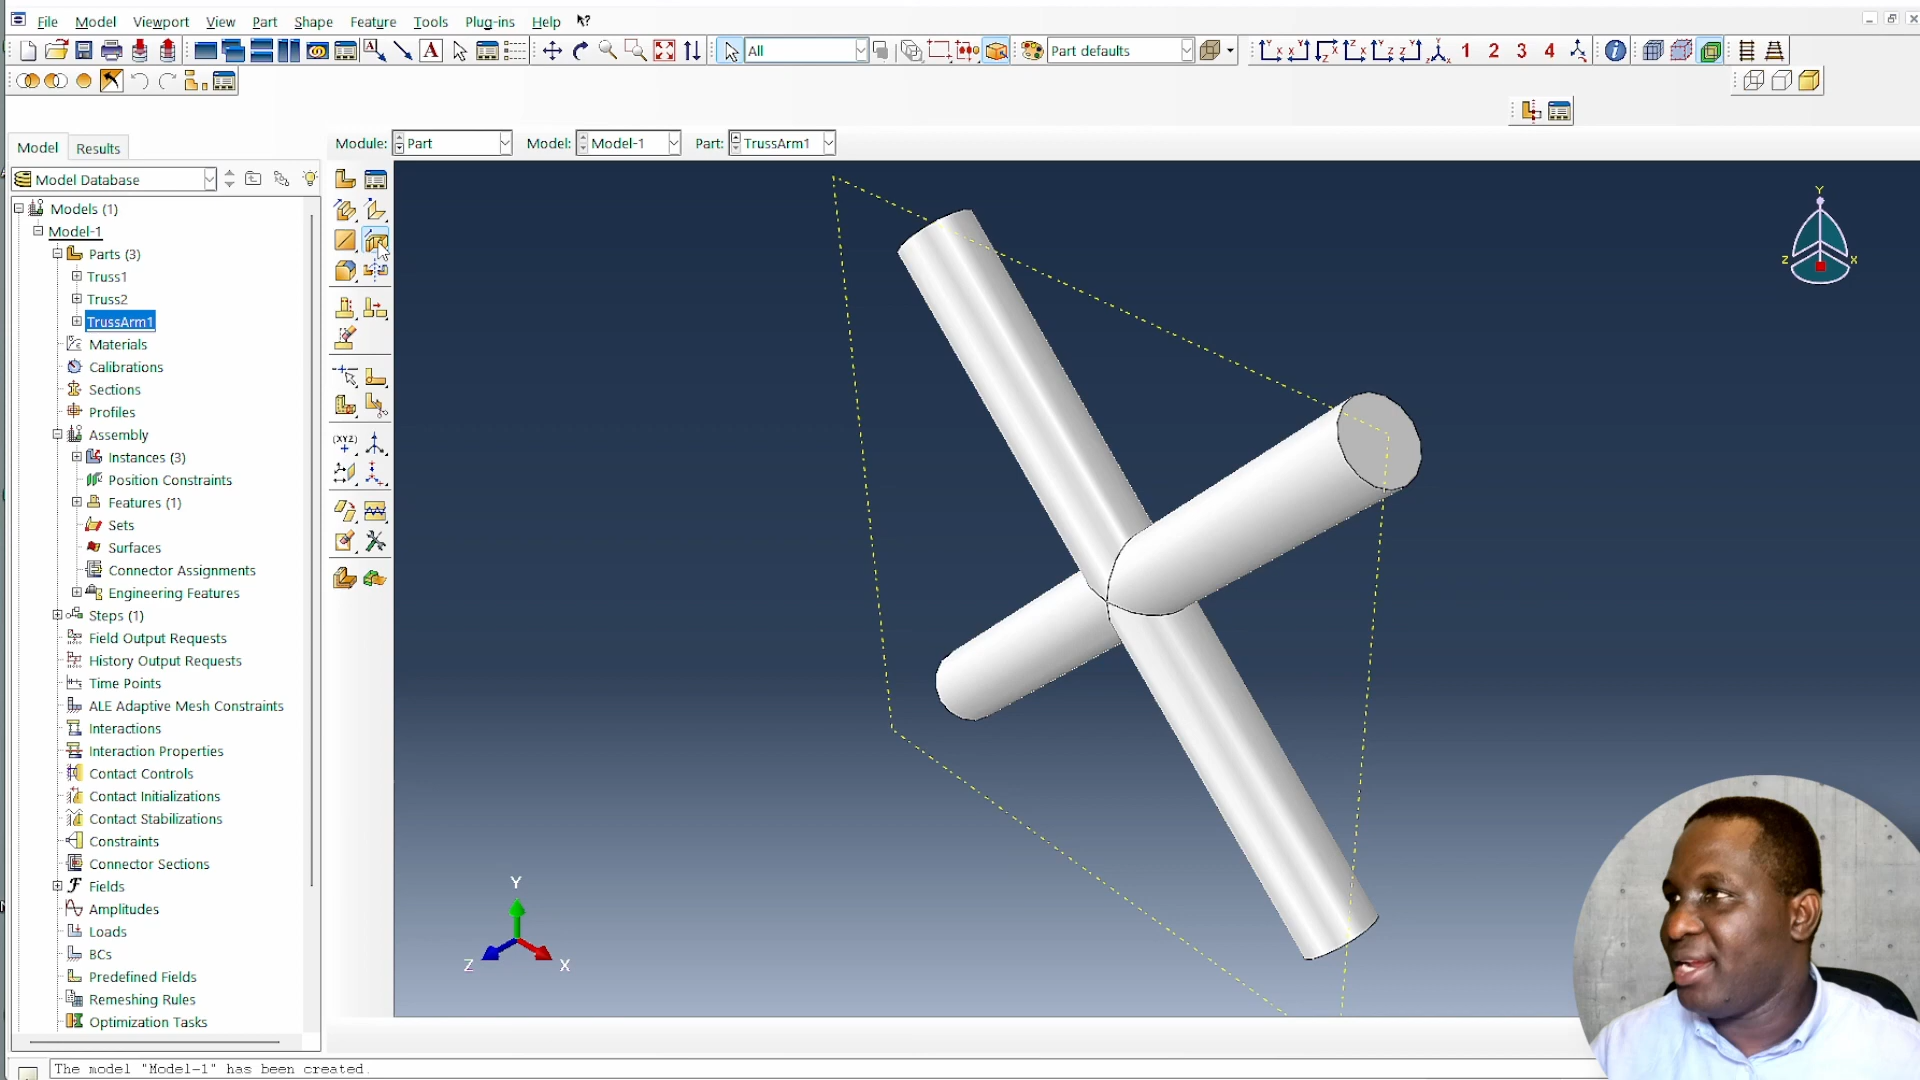 File Model Viewport View Part Shape Feature Tools Plug-ins Help
A All Part defaults 1 2 3 4
Model Results
Module: Part Model: Model-1 Part: TrussArm1
Model Database
Models (1)
Model-1
Parts (3)
Truss1
Truss2
TrussArm1
Materials
Calibrations
Sections
Profiles
Assembly
Instances (3)
Position Constraints
Features (1)
Sets
Surfaces
Connector Assignments
Engineering Features
Steps (1)
Field Output Requests
History Output Requests
Time Points
ALE Adaptive Mesh Constraints
Interactions
Interaction Properties
Contact Controls
Contact Initializations
Contact Stabilizations
Constraints
Connector Sections
Fields
Amplitudes
Loads
BCs
Predefined Fields
Remeshing Rules
Optimization Tasks
(XYZ)
Y
Z X
Y
Z X
The model "Model-1" has been created.